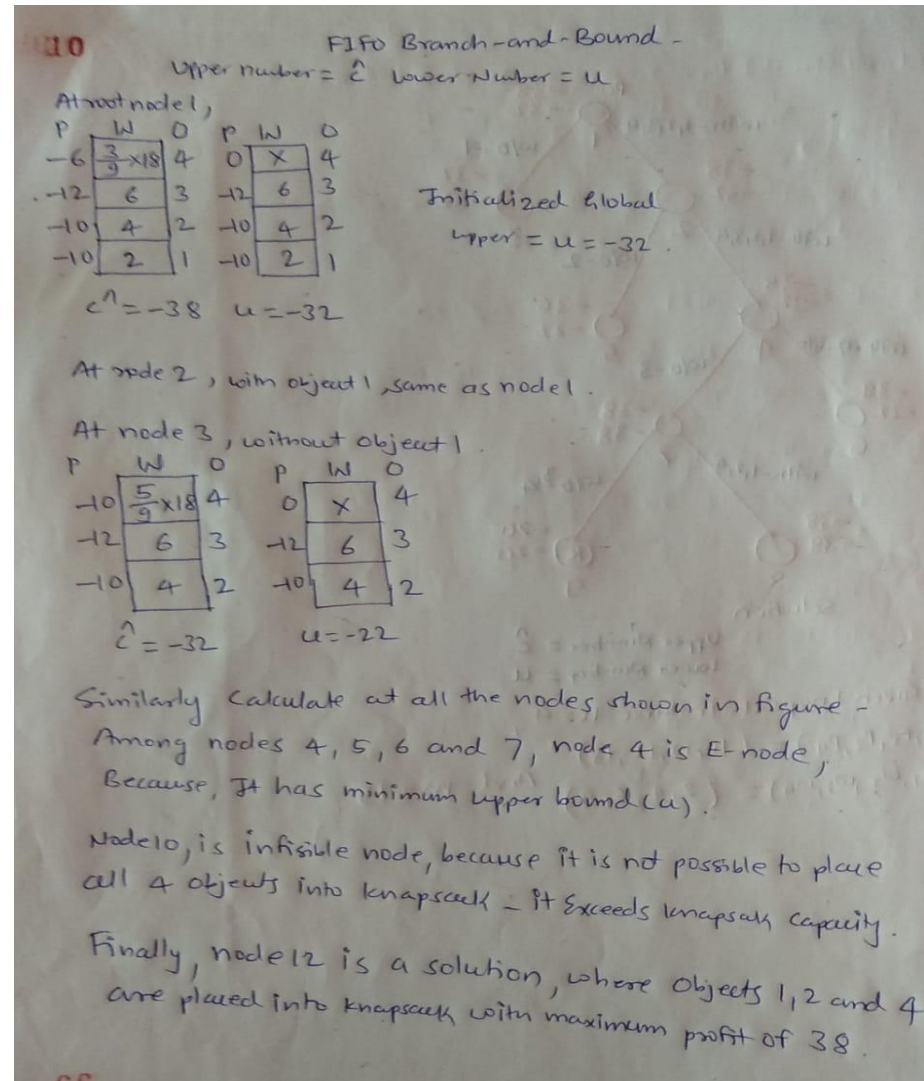 10
FIFO Branch-and-Bound -
Upper number = ĉ Lower Number = u
At root node 1,
P W O P W O
-6 3/9 x18 4 0 x 4
-12 6 3 -12 6 3
-10 4 2 -10 4 2
-10 2 1 -10 2 1
c^ = -38 u = -32
Initialized Global
upper = u = -32.
At node 2, with object 1, same as node 1.
At node 3, without object 1
P W O P W O
-10 5/9 x18 4 0 x 4
-12 6 3 -12 6 3
-10 4 2 -10 4 2
ĉ = -32 u = -22
Similarly Calculate at all the nodes shown in figure -
Among nodes 4, 5, 6 and 7, node 4 is E-node,
Because, It has minimum upper bound (u).
Node 10, is infisible node, because it is not possible to place
all 4 objects into knapsack - it Exceeds knapsak capacity.
Finally, node 12 is a solution, where Objects 1, 2 and 4
are placed into knapsack with maximum profit of 38.